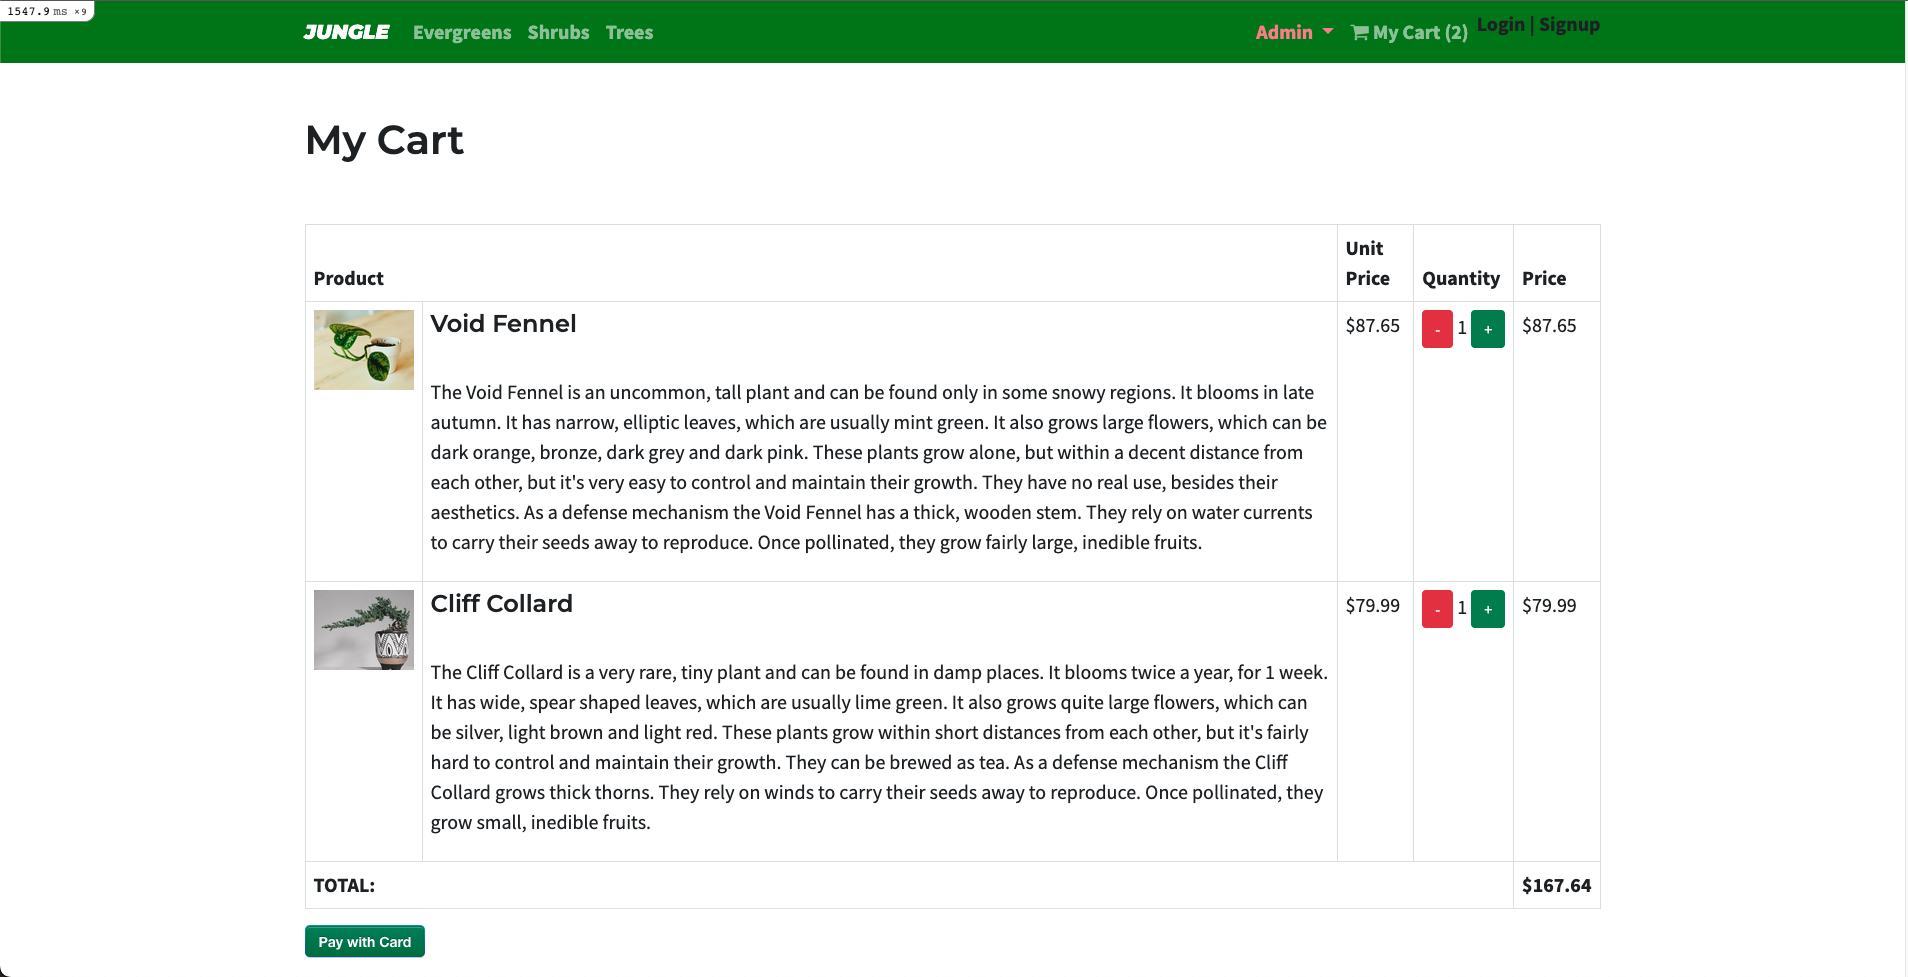 1547.9 ms ×9
JUNGLE Evergreens Shrubs Trees Admin My Cart (2) Login | Signup
My Cart
Product Unit Price Quantity Price
Void Fennel $87.65 - 1 + $87.65
The Void Fennel is an uncommon, tall plant and can be found only in some snowy regions. It blooms in late
autumn. It has narrow, elliptic leaves, which are usually mint green. It also grows large flowers, which can be
dark orange, bronze, dark grey and dark pink. These plants grow alone, but within a decent distance from
each other, but it's very easy to control and maintain their growth. They have no real use, besides their
aesthetics. As a defense mechanism the Void Fennel has a thick, wooden stem. They rely on water currents
to carry their seeds away to reproduce. Once pollinated, they grow fairly large, inedible fruits.
Cliff Collard $79.99 - 1 + $79.99
The Cliff Collard is a very rare, tiny plant and can be found in damp places. It blooms twice a year, for 1 week.
It has wide, spear shaped leaves, which are usually lime green. It also grows quite large flowers, which can
be silver, light brown and light red. These plants grow within short distances from each other, but it's fairly
hard to control and maintain their growth. They can be brewed as tea. As a defense mechanism the Cliff
Collard grows thick thorns. They rely on winds to carry their seeds away to reproduce. Once pollinated, they
grow small, inedible fruits.
TOTAL: $167.64
Pay with Card